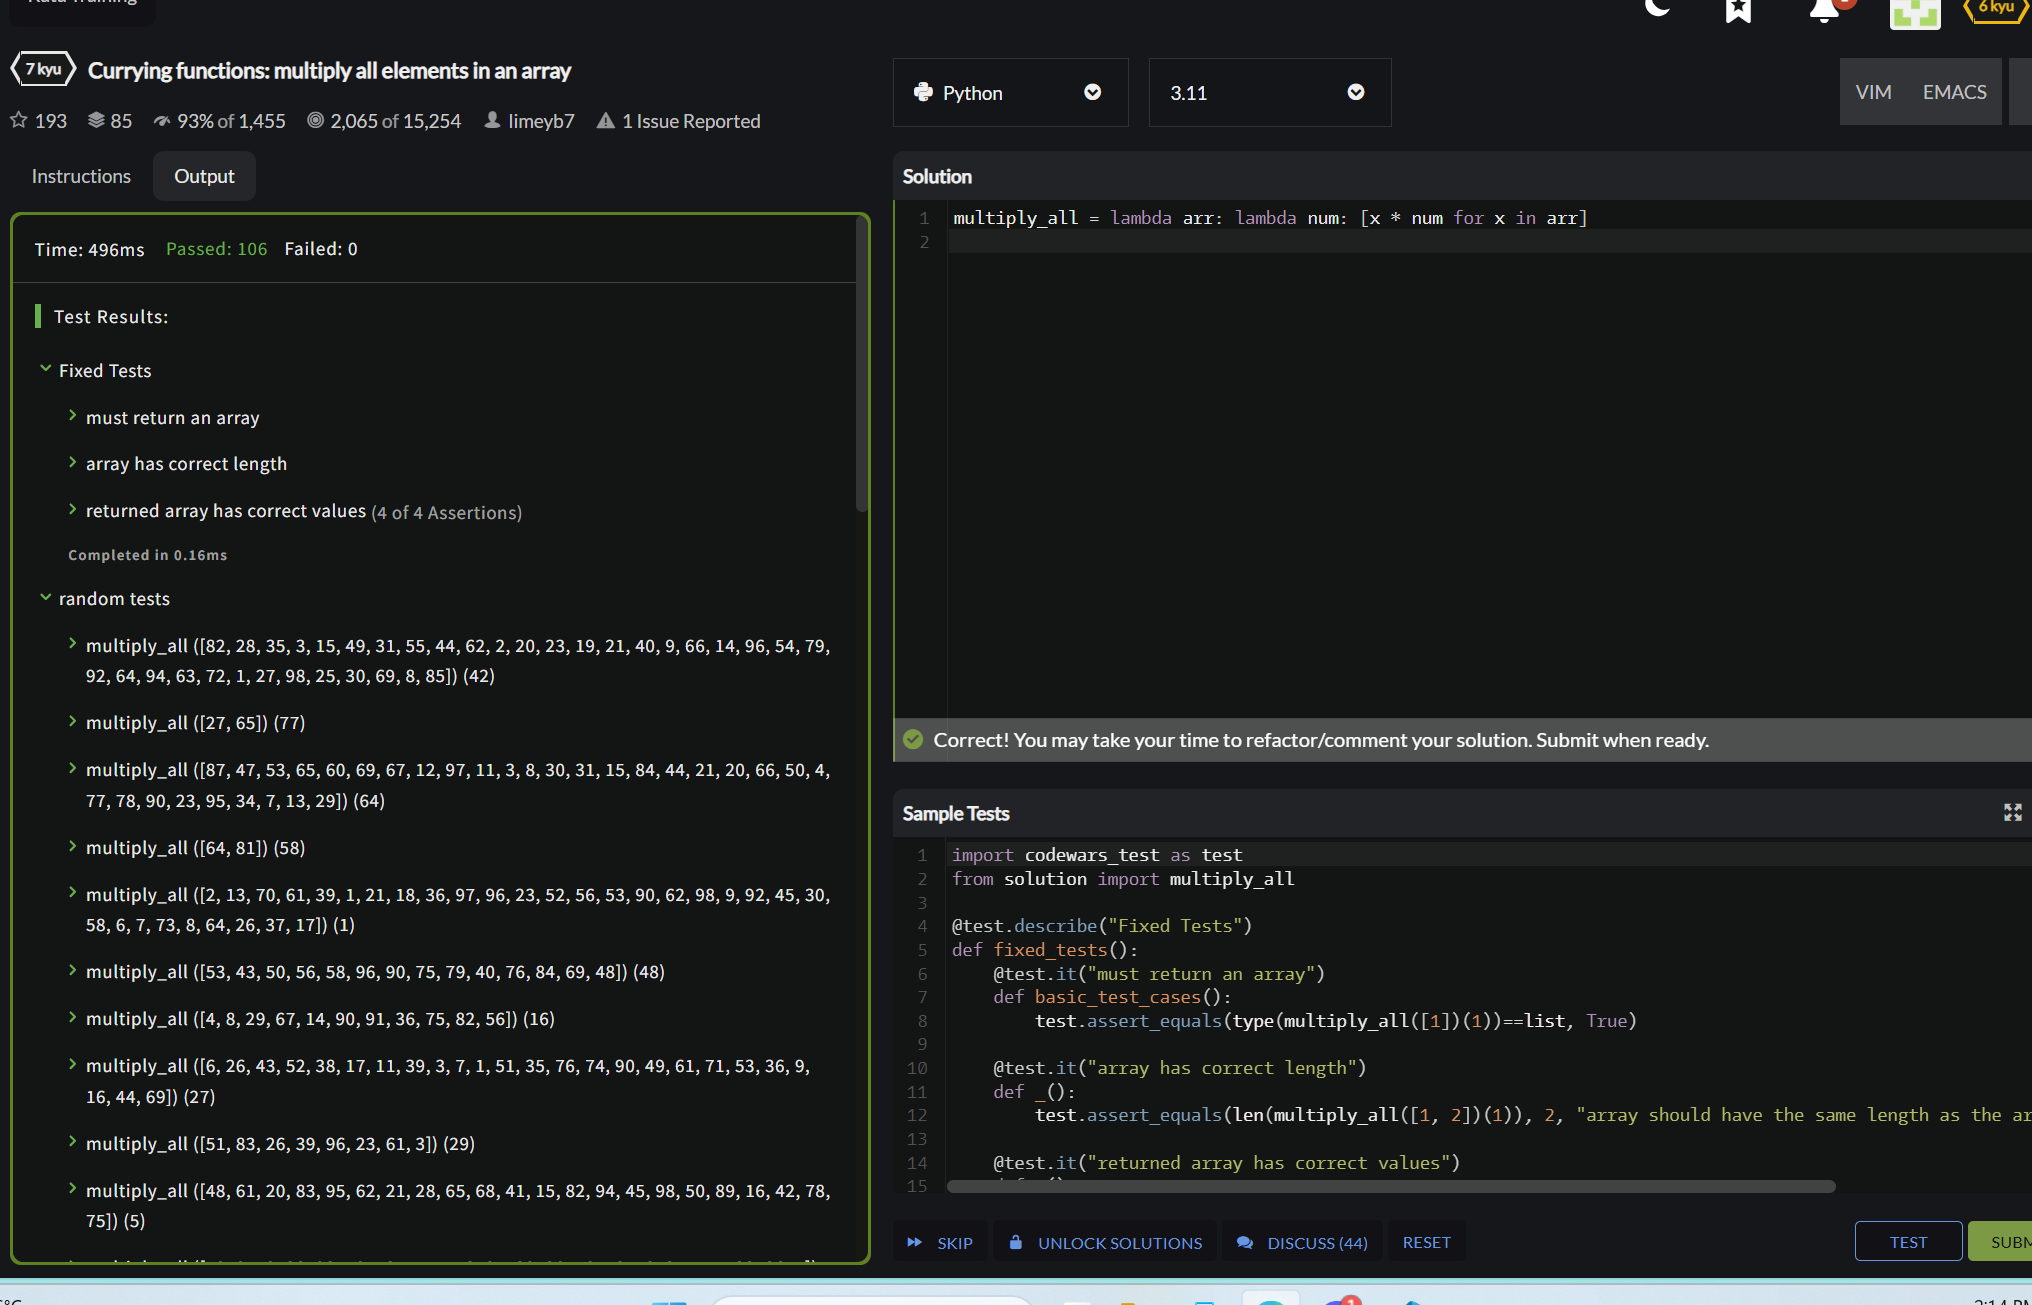 6 kyu
7 kyu Currying functions: multiply all elements in an array
193 85 93% of 1,455 2,065 of 15,254 limeyb7 1 Issue Reported
Instructions Output
Time: 496ms Passed: 106 Failed: 0
Test Results:
Fixed Tests
must return an array
array has correct length
returned array has correct values (4 of 4 Assertions)
Completed in 0.16ms
random tests
multiply_all ([82, 28, 35, 3, 15, 49, 31, 55, 44, 62, 2, 20, 23, 19, 21, 40, 9, 66, 14, 96, 54, 79,
92, 64, 94, 63, 72, 1, 27, 98, 25, 30, 69, 8, 85]) (42)
multiply_all ([27, 65]) (77)
multiply_all ([87, 47, 53, 65, 60, 69, 67, 12, 97, 11, 3, 8, 30, 31, 15, 84, 44, 21, 20, 66, 50, 4,
77, 78, 90, 23, 95, 34, 7, 13, 29]) (64)
multiply_all ([64, 81]) (58)
multiply_all ([2, 13, 70, 61, 39, 1, 21, 18, 36, 97, 96, 23, 52, 56, 53, 90, 62, 98, 9, 92, 45, 30,
58, 6, 7, 73, 8, 64, 26, 37, 17]) (1)
multiply_all ([53, 43, 50, 56, 58, 96, 90, 75, 79, 40, 76, 84, 69, 48]) (48)
multiply_all ([4, 8, 29, 67, 14, 90, 91, 36, 75, 82, 56]) (16)
multiply_all ([6, 26, 43, 52, 38, 17, 11, 39, 3, 7, 1, 51, 35, 76, 74, 90, 49, 61, 71, 53, 36, 9,
16, 44, 69]) (27)
multiply_all ([51, 83, 26, 39, 96, 23, 61, 3]) (29)
multiply_all ([48, 61, 20, 83, 95, 62, 21, 28, 65, 68, 41, 15, 82, 94, 45, 98, 50, 89, 16, 42, 78,
75]) (5)
Python 3.11 VIM EMACS
Solution
1 multiply_all = lambda arr: lambda num: [x * num for x in arr]
2
Correct! You may take your time to refactor/comment your solution. Submit when ready.
Sample Tests
1 import codewars_test as test
2 from solution import multiply_all
3
4 @test.describe("Fixed Tests")
5 def fixed_tests():
6 @test.it("must return an array")
7 def basic_test_cases():
8 test.assert_equals(type(multiply_all([1])(1))==list, True)
9
10 @test.it("array has correct length")
11 def _():
12 test.assert_equals(len(multiply_all([1, 2])(1)), 2, "array should have the same length as the ar
13
14 @test.it("returned array has correct values")
15
SKIP UNLOCK SOLUTIONS DISCUSS (44) RESET TEST SUBM
1